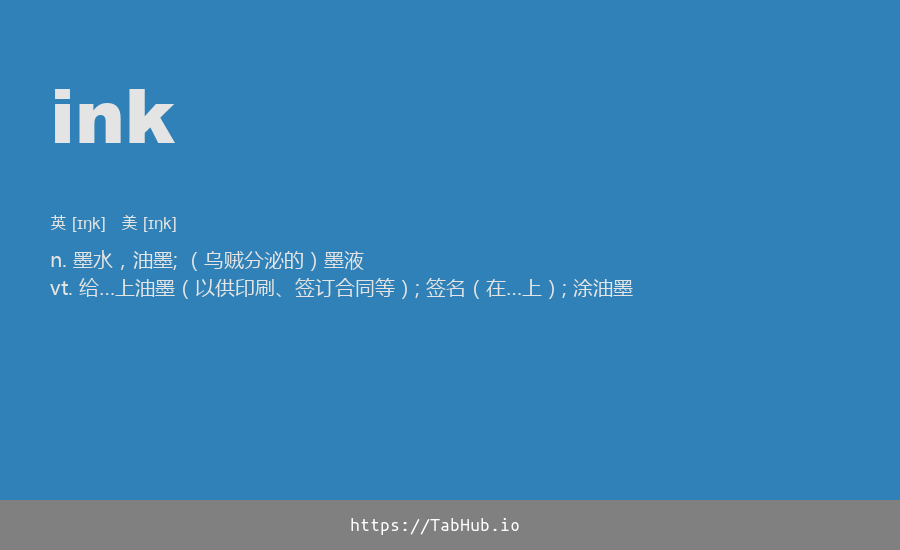 ink
英 [ɪŋk] 美 [ɪŋk]
n. 墨水，油墨; （乌贼分泌的）墨液
vt. 给…上油墨（以供印刷、签订合同等）; 签名（在…上）; 涂油墨
https://TabHub.io